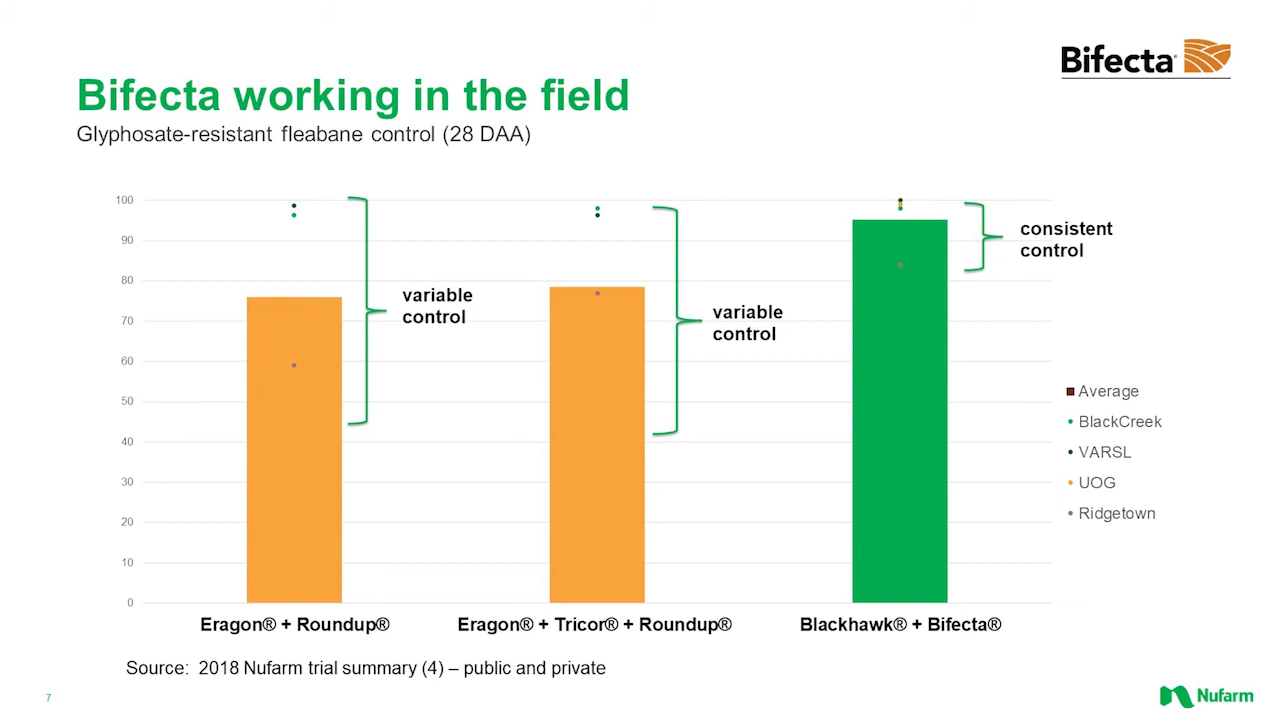 Bifecta®
Bifecta working in the field
Glyphosate-resistant fleabane control (28 DAA)
100
90
80
70
60
50
40
30
20
10
0
variable
control
variable
control
consistent
control
Average
BlackCreek
VARSL
UOG
Ridgetown
Eragon® + Roundup®
Eragon® + Tricor® + Roundup®
Blackhawk® + Bifecta®
Source: 2018 Nufarm trial summary (4) – public and private
7
Nufarm